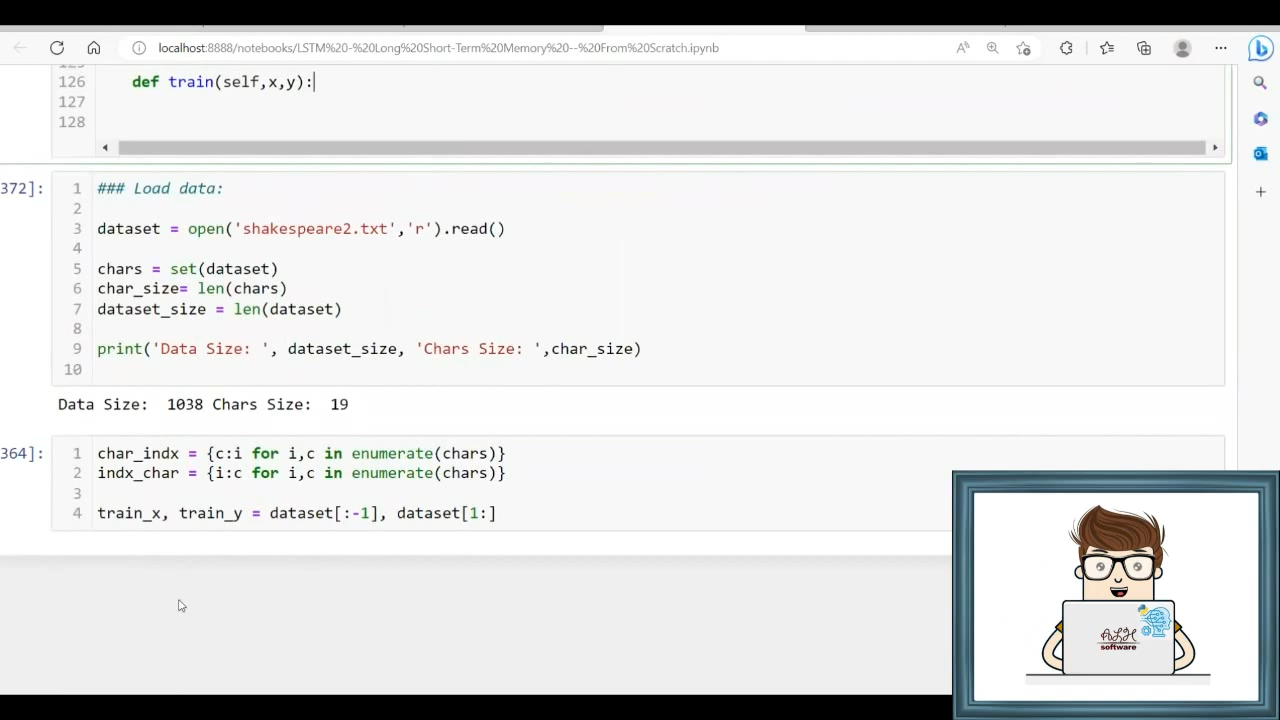 localhost:8888/notebooks/LSTM%20-%20Long%20Short-Term%20Memory%20--%20From%20Scratch.ipynb
126 def train(self,x,y):
127
128
372]:
1 ### Load data:
2
3 dataset = open('shakespeare2.txt','r').read()
4
5 chars = set(dataset)
6 char_size= len(chars)
7 dataset_size = len(dataset)
8
9 print('Data Size: ', dataset_size, 'Chars Size: ',char_size)
10
Data Size:  1038 Chars Size:  19
364]:
1 char_indx = {c:i for i,c in enumerate(chars)}
2 indx_char = {i:c for i,c in enumerate(chars)}
3
4 train_x, train_y = dataset[:-1], dataset[1:]
software